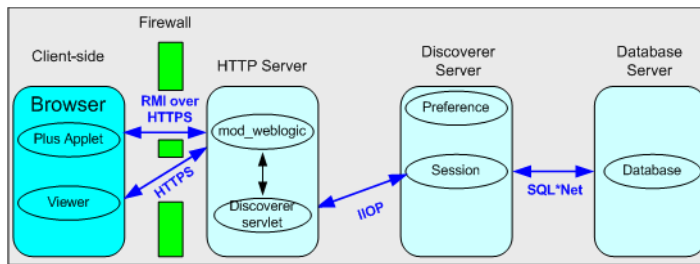 Firewall
Client-side
HTTP Server
Discoverer
Server
Database
Server
Browser
Plus Applet
Viewer
RMI over
HTTPS
HTTPS
mod_weblogic
Discoverer
servlet
IIOP
Preference
Session
SQL*Net
Database